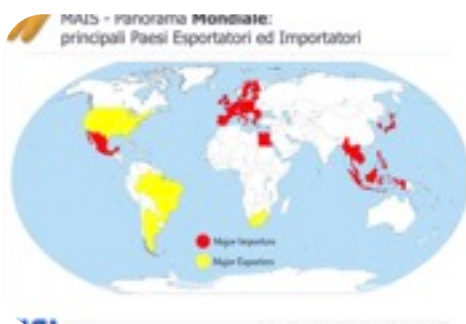 MAIS - Panorama Mondiale:
principali Paesi Esportatori ed Importatori
Major Importers
Major Exporters